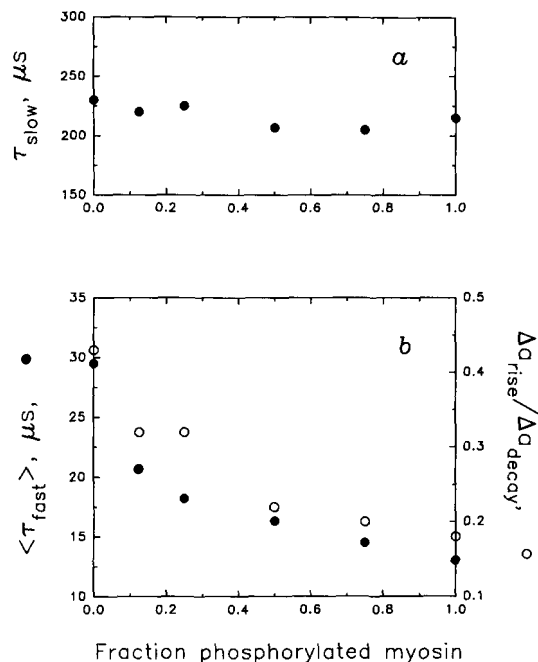 300
250
200
150
τslow, μs
a
0.0 0.2 0.4 0.6 0.8 1.0
35
30
25
20
15
10
●
<τfast>, μs,
b
0.5
0.4
0.3
0.2
0.1
Δarise/Δadecay,
○
0.0 0.2 0.4 0.6 0.8 1.0
Fraction phosphorylated myosin